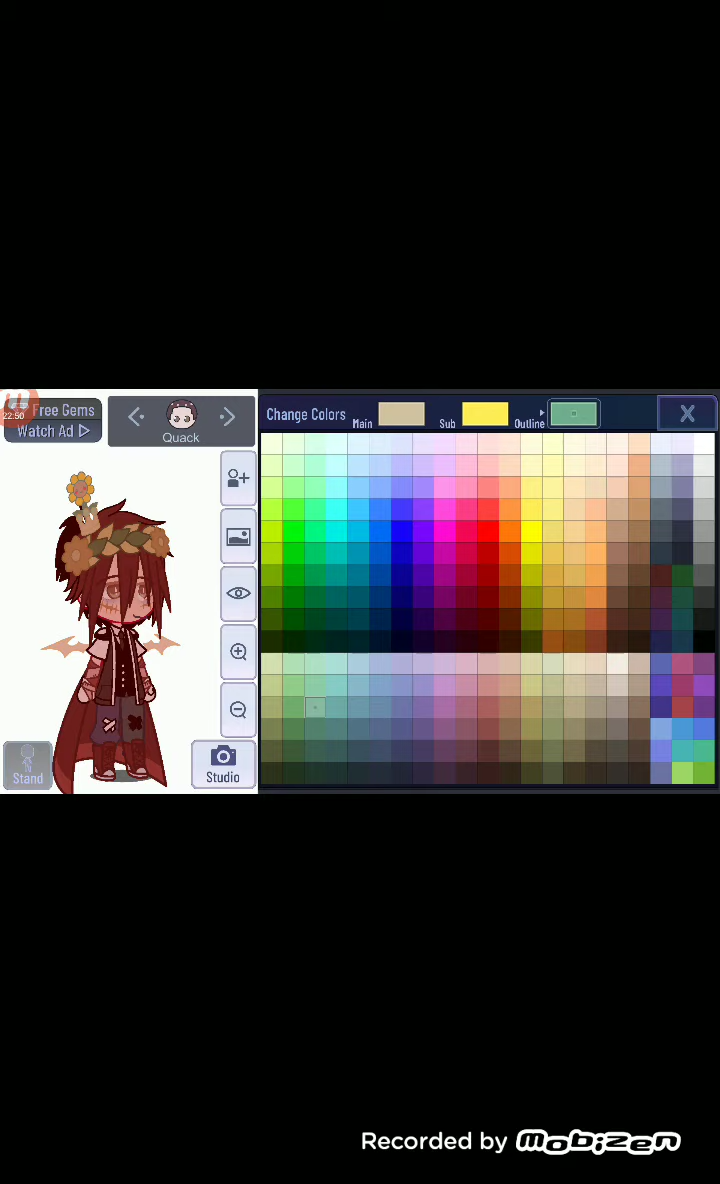 22:50
Free Gems
Watch Ad
Quack
Change Colors
Main
Sub
Outline
X
Stand
Studio
Recorded by mobizen